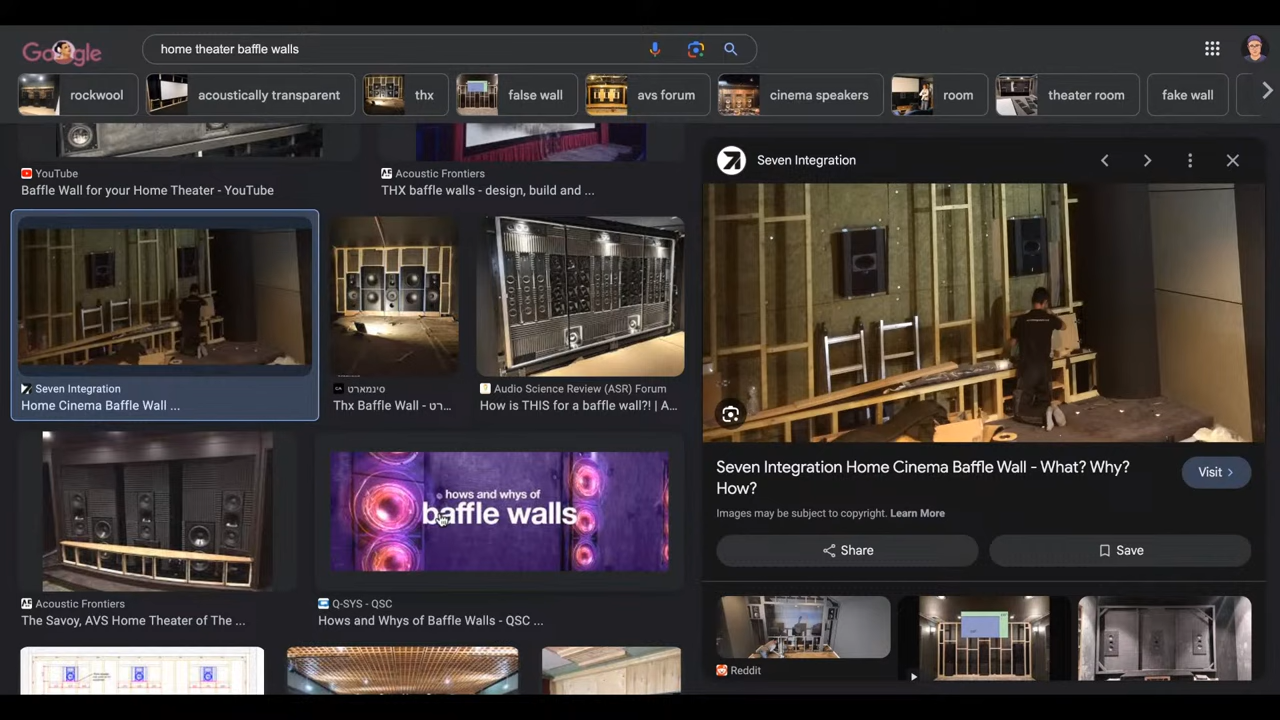 Google
home theater baffle walls
rockwool
acoustically transparent
thx
false wall
avs forum
cinema speakers
room
theater room
fake wall
YouTube
Baffle Wall for your Home Theater - YouTube
Acoustic Frontiers
THX baffle walls - design, build and ...
Seven Integration
Home Cinema Baffle Wall ...
סינמארט
Thx Baffle Wall - סינמארט...
Audio Science Review (ASR) Forum
How is THIS for a baffle wall?! | A...
Acoustic Frontiers
The Savoy, AVS Home Theater of The ...
hows and whys of
baffle walls
Q-SYS - QSC
Hows and Whys of Baffle Walls - QSC ...
Seven Integration
Seven Integration Home Cinema Baffle Wall - What? Why?
How?
Visit
Images may be subject to copyright. Learn More
Share
Save
Reddit